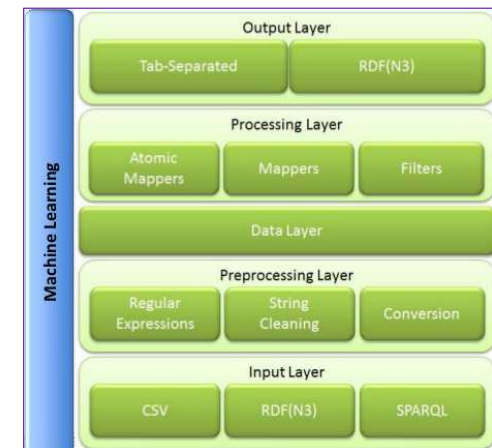 Machine Learning
Output Layer
Tab-Separated
RDF(N3)
Processing Layer
Atomic
Mappers
Mappers
Filters
Data Layer
Preprocessing Layer
Regular
Expressions
String
Cleaning
Conversion
Input Layer
CSV
RDF(N3)
SPARQL